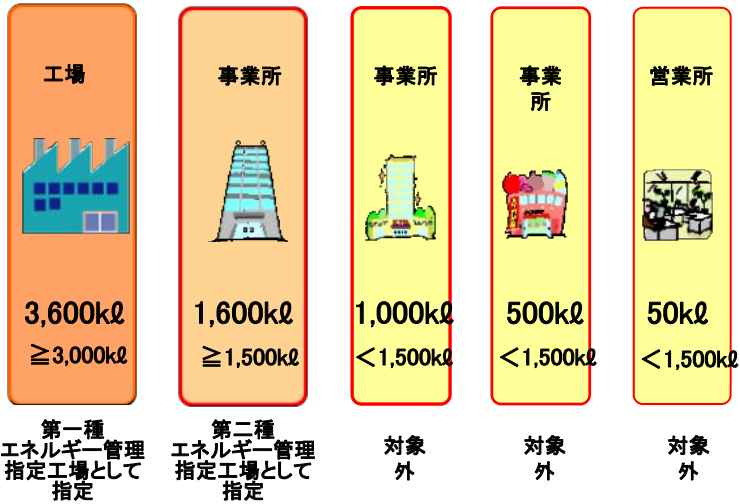 工場
3,600kℓ
≧3,000kℓ
第一種
エネルギー管理
指定工場として
指定
事業所
1,600kℓ
≧1,500kℓ
第二種
エネルギー管理
指定工場として
指定
事業所
1,000kℓ
＜1,500kℓ
対象
外
事業
所
500kℓ
＜1,500kℓ
対象
外
営業所
50kℓ
＜1,500kℓ
対象
外